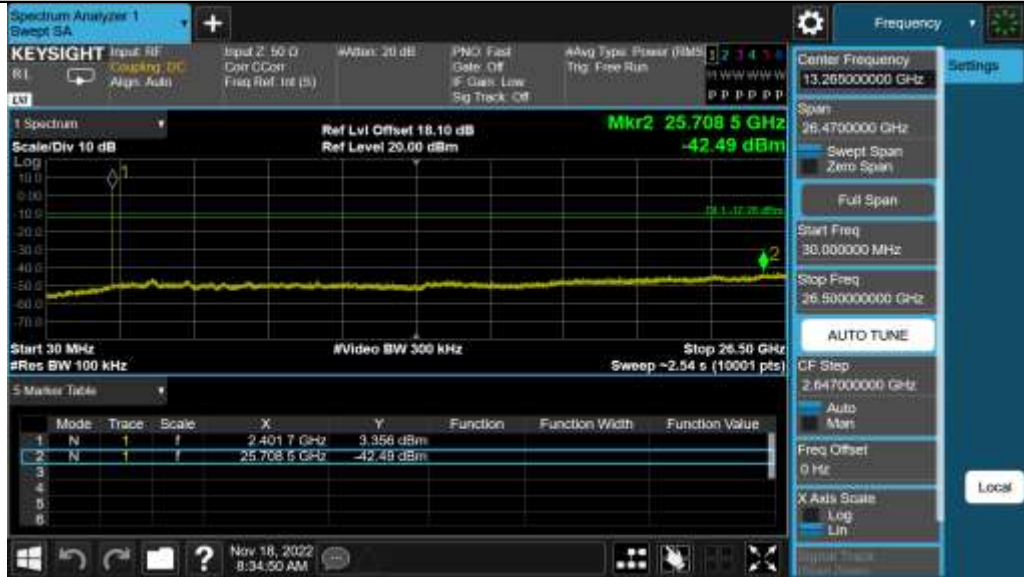 Spectrum Analyzer 1
Swept SA
+
Frequency
KEYSIGHT
RL
LXI
Input: RF
Coupling: DC
Align: Auto
Input Z: 50 Ω
Corr CCorr
Freq Ref: Int (S)
#Atten: 20 dB
PNO: Fast
Gate: Off
IF Gain: Low
Sig Track: Off
#Avg Type: Power (RMS)
Trig: Free Run
1 2 3 4 5 6
P P P P P P
1 Spectrum
Scale/Div 10 dB
Ref Lvl Offset 18.10 dB
Ref Level 20.00 dBm
Mkr2 25.708 5 GHz
-42.49 dBm
Log
10.0
0.00
-10.0
-20.0
-30.0
-40.0
-50.0
-60.0
-70.0
1
2
Start 30 MHz
#Res BW 100 kHz
#Video BW 300 kHz
Stop 26.50 GHz
Sweep ~2.54 s (10001 pts)
5 Marker Table
Mode Trace Scale X Y Function Function Width Function Value
1 N 1 f 2.401 7 GHz 3.356 dBm
2 N 1 f 25.708 5 GHz -42.49 dBm
3
4
5
6
Nov 18, 2022
8:34:50 AM
Center Frequency
13.265000000 GHz
Span
26.4700000 GHz
Swept Span
Zero Span
Full Span
Start Freq
30.000000 MHz
Stop Freq
26.500000000 GHz
AUTO TUNE
CF Step
2.647000000 GHz
Auto
Man
Freq Offset
0 Hz
X Axis Scale
Log
Lin
Signal Track
Settings
Local